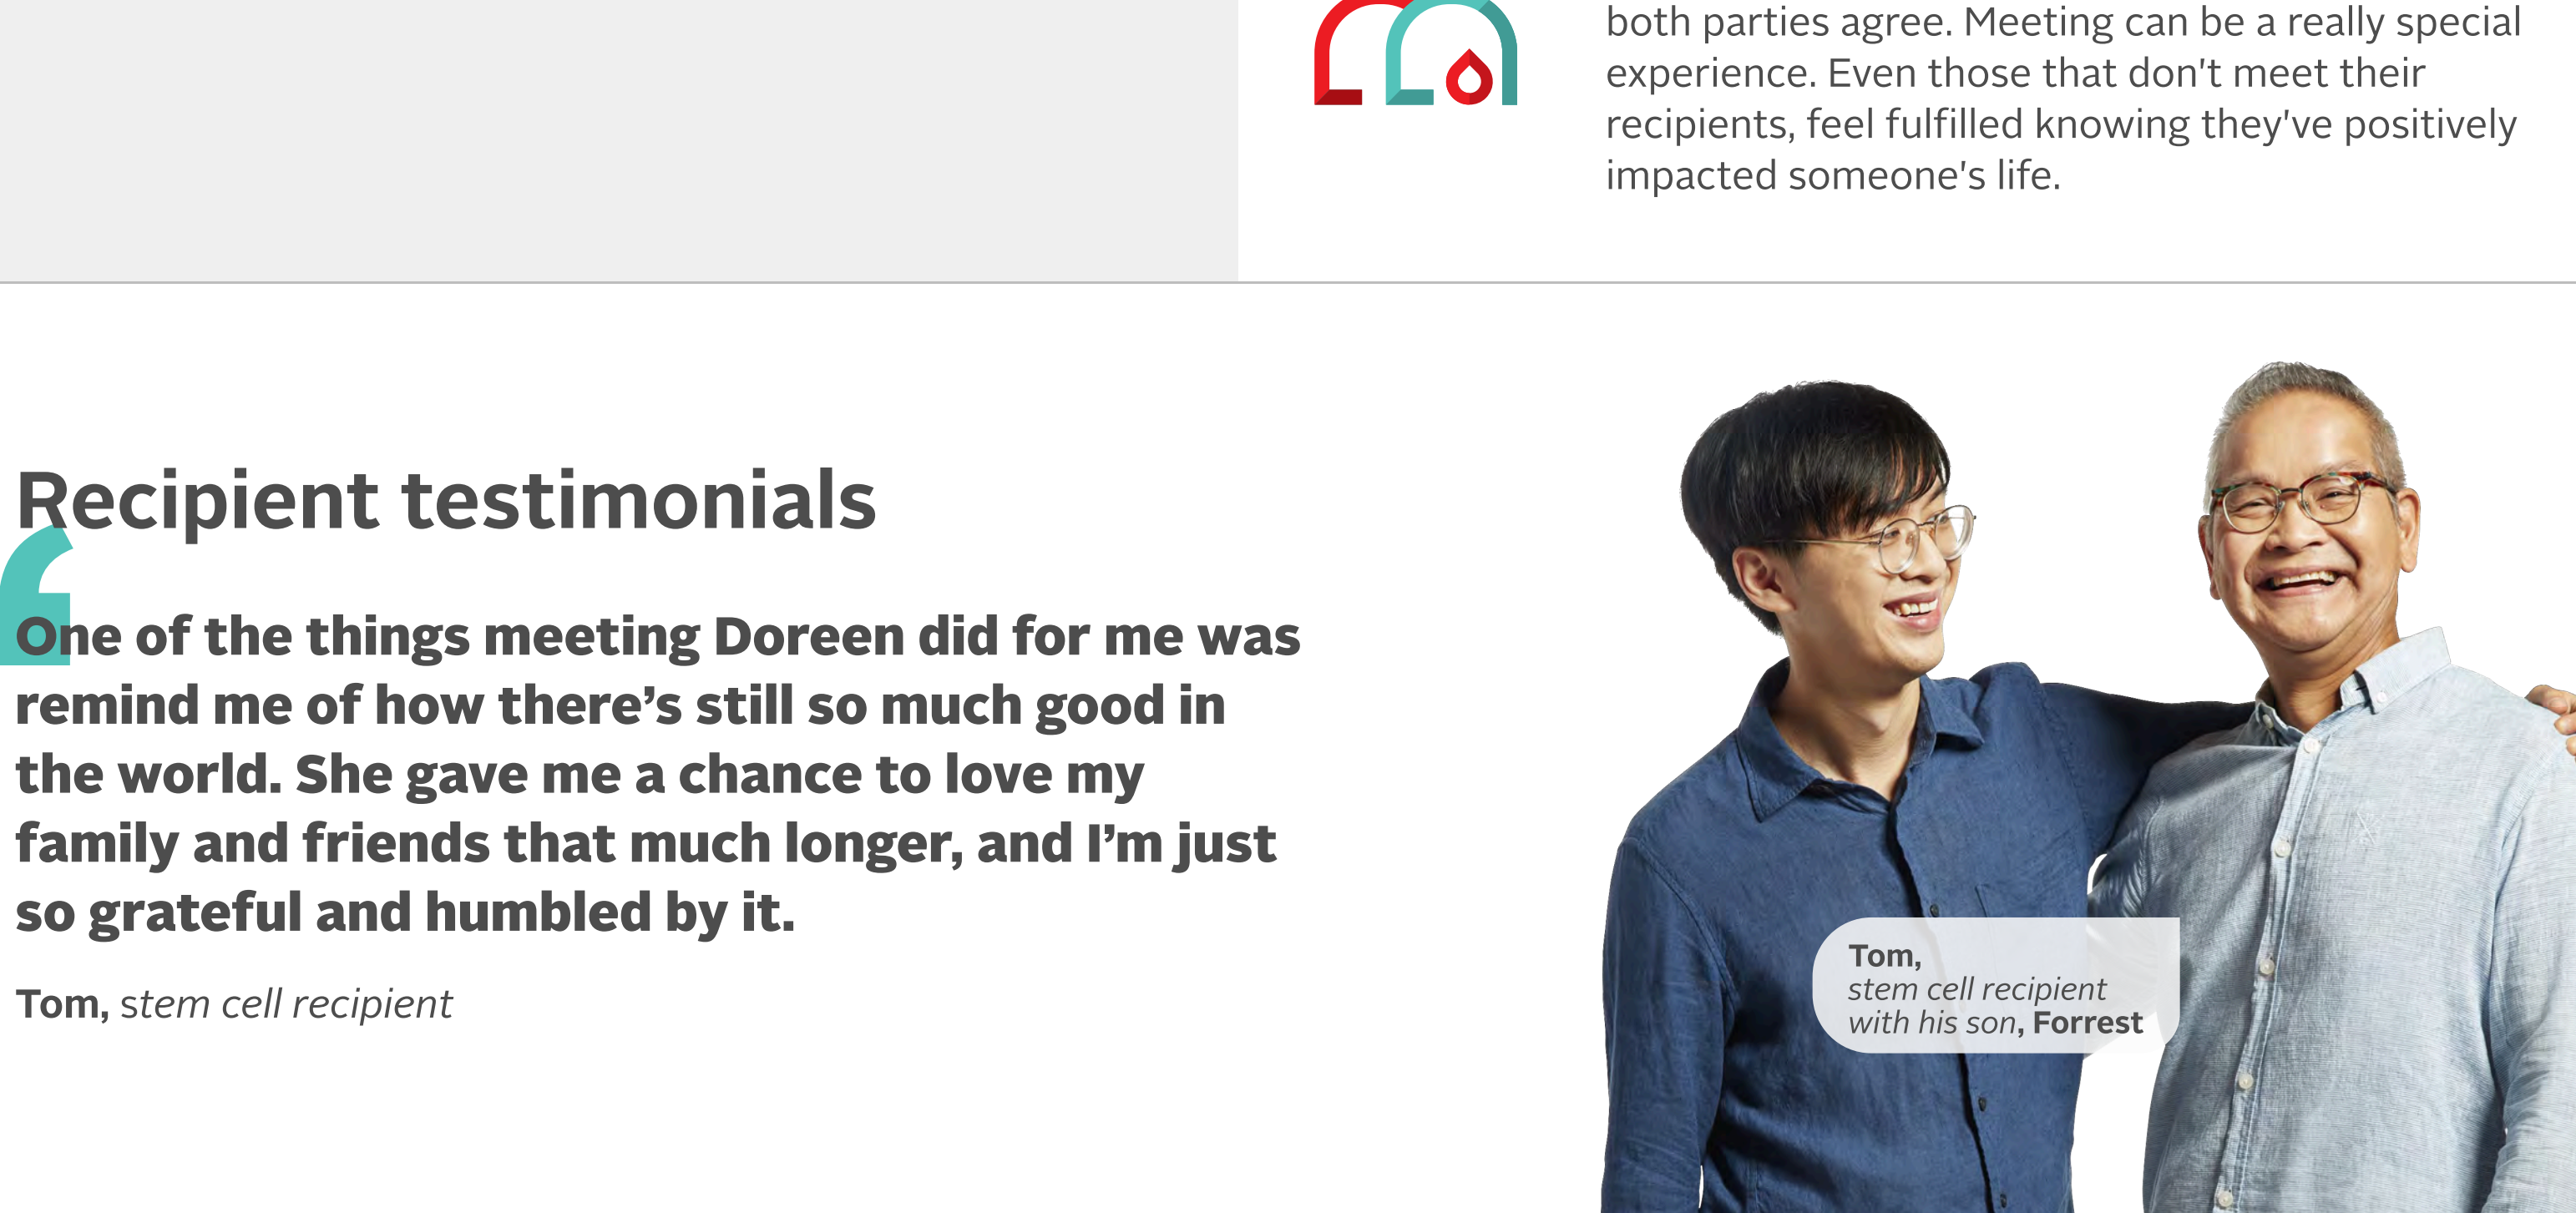 both parties agree. Meeting can be a really special
experience. Even those that don't meet their
recipients, feel fulfilled knowing they've positively
impacted someone's life.
Recipient testimonials
‘
One of the things meeting Doreen did for me was
remind me of how there’s still so much good in
the world. She gave me a chance to love my
family and friends that much longer, and I’m just
so grateful and humbled by it.
Tom, stem cell recipient
Tom,
stem cell recipient
with his son, Forrest